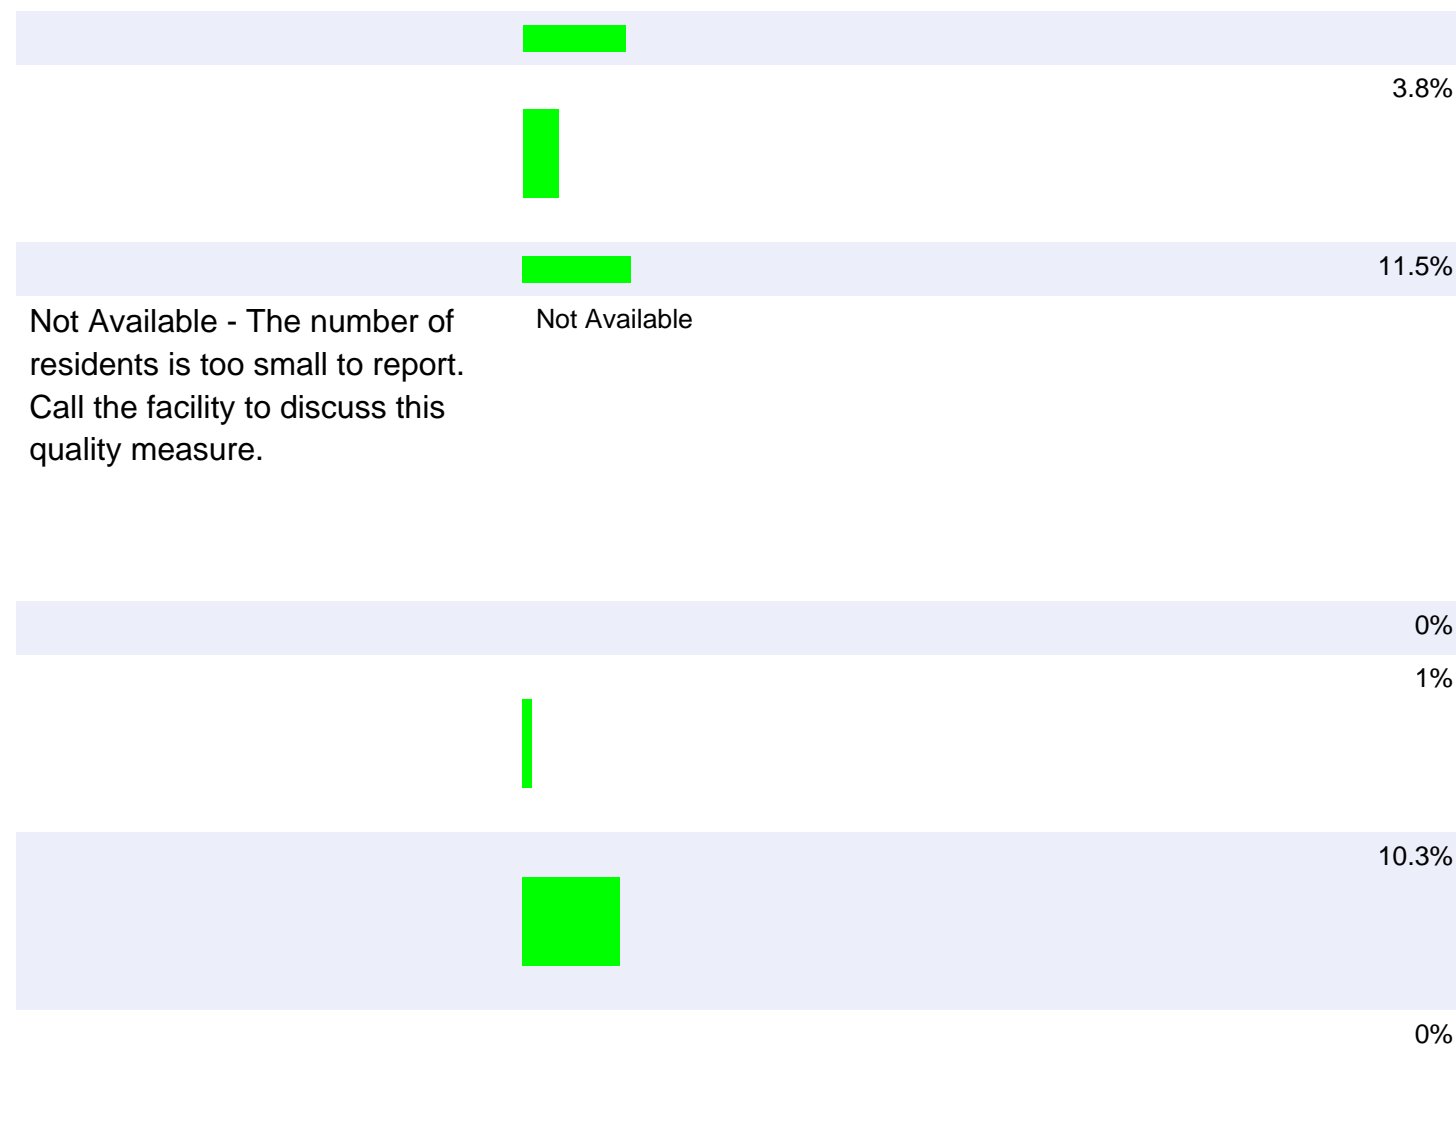 3.8%
11.5%
Not Available - The number of
residents is too small to report.
Call the facility to discuss this
quality measure.
Not Available
0%
1%
10.3%
0%